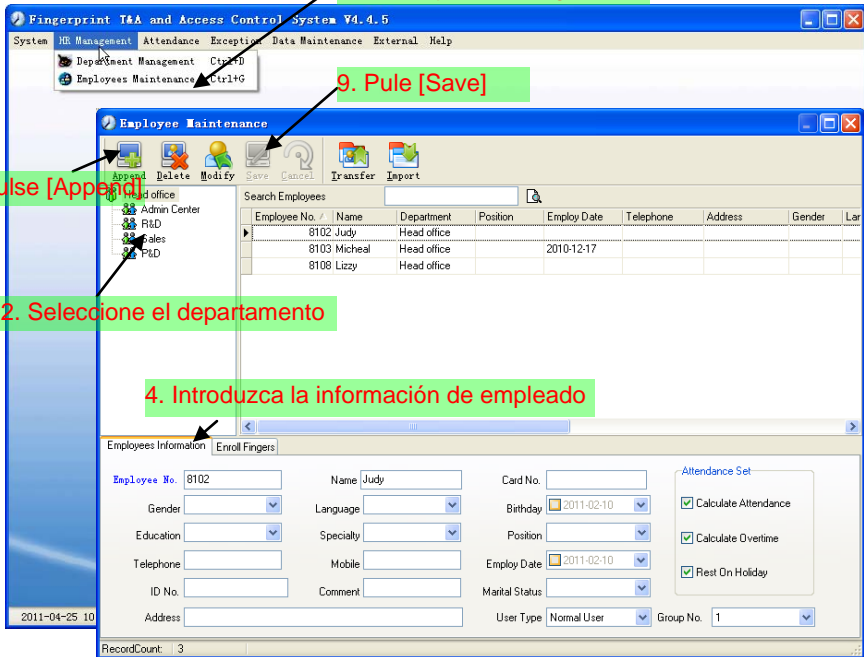 Fingerprint T&A and Access Control System V4.4.5
System HR Management Attendance Exception Data Maintenance External Help
Department Management Ctrl+D
Employees Maintenance Ctrl+G
9. Pule [Save]
Employee Maintenance
Append Delete Modify Save Cancel Transfer Import
ulse [Append]
Head office
Admin Center
R&D
Sales
P&D
Search Employees
Employee No. Name Department Position Employ Date Telephone Address Gender Lar
8102 Judy Head office
8103 Micheal Head office 2010-12-17
8108 Lizzy Head office
2. Seleccione el departamento
4. Introduzca la información de empleado
Employees Information Enroll Fingers
Employee No. 8102 Name Judy Card No. Attendance Set
Gender Language Birthday 2011-02-10 Calculate Attendance
Education Specialty Position Calculate Overtime
Telephone Mobile Employ Date 2011-02-10 Rest On Holiday
ID No. Comment Marital Status
Address User Type Normal User Group No. 1
2011-04-25 10
RecordCount: 3